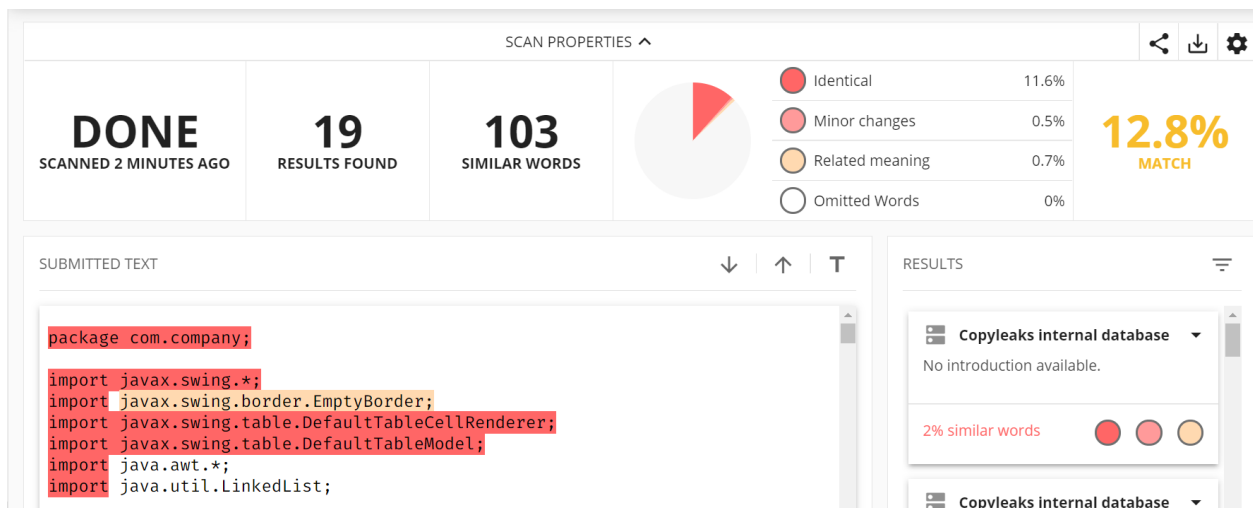 SCAN PROPERTIES
DONE
SCANNED 2 MINUTES AGO
19
RESULTS FOUND
103
SIMILAR WORDS
Identical 11.6%
Minor changes 0.5%
Related meaning 0.7%
Omitted Words 0%
12.8%
MATCH
SUBMITTED TEXT
T
package com.company;
import javax.swing.*;
import javax.swing.border.EmptyBorder;
import javax.swing.table.DefaultTableCellRenderer;
import javax.swing.table.DefaultTableModel;
import java.awt.*;
import java.util.LinkedList;
RESULTS
Copyleaks internal database
No introduction available.
2% similar words
Copyleaks internal database